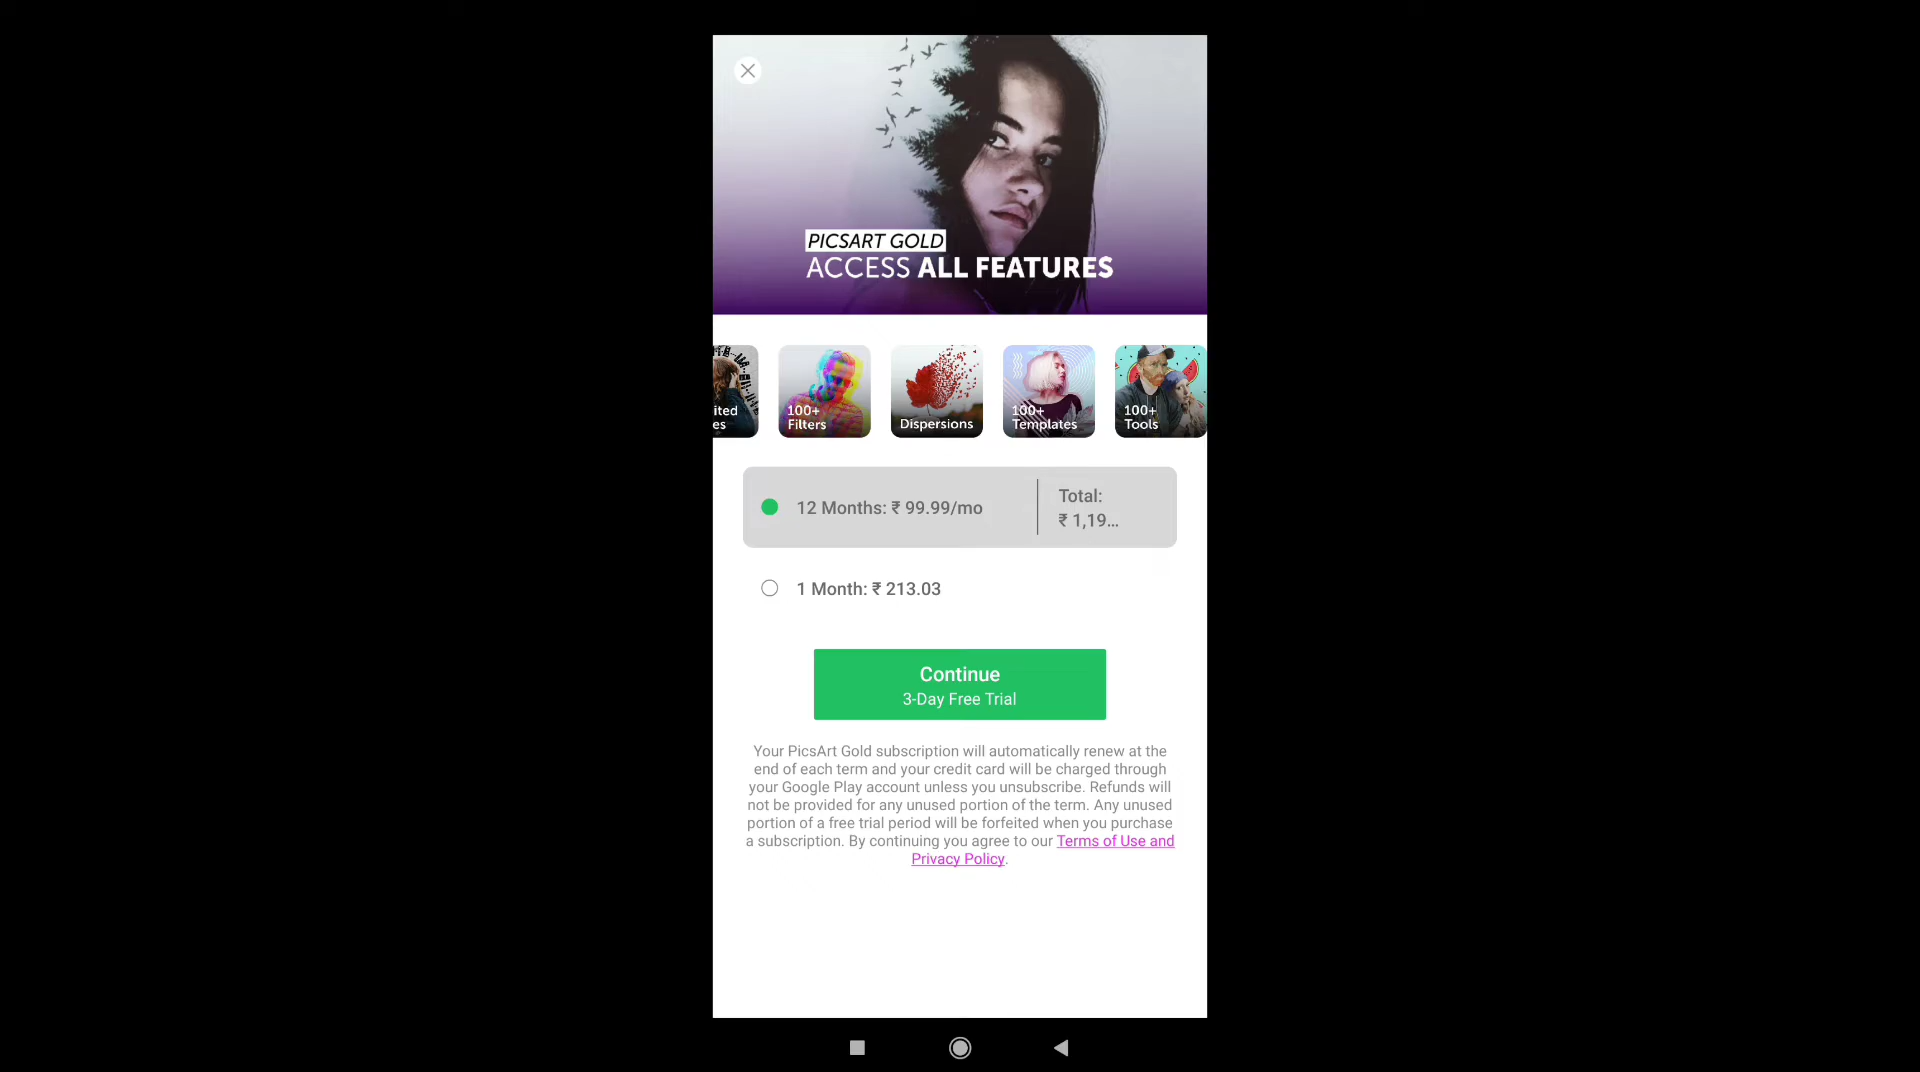 PICSART GOLD
ACCESS ALL FEATURES
ited
es
100+
Filters
Dispersions
100+
Templates
100+
Tools
12 Months: ₹ 99.99/mo
Total:
₹ 1,19...
1 Month: ₹ 213.03
Continue
3-Day Free Trial
Your PicsArt Gold subscription will automatically renew at the
end of each term and your credit card will be charged through
your Google Play account unless you unsubscribe. Refunds will
not be provided for any unused portion of the term. Any unused
portion of a free trial period will be forfeited when you purchase
a subscription. By continuing you agree to our Terms of Use and
Privacy Policy.